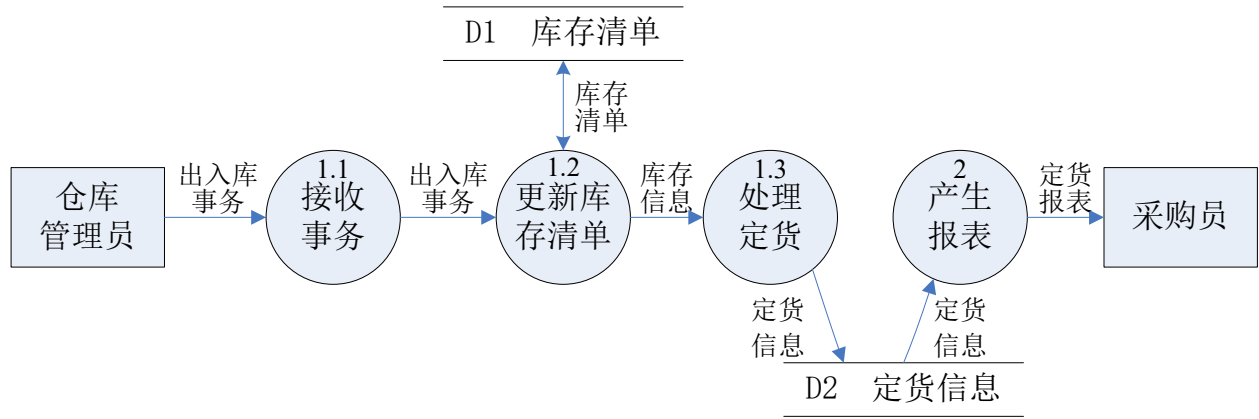 D1 库存清单
库存
清单
仓库
管理员
出入库
事务
1.1
接收
事务
出入库
事务
1.2
更新库
存清单
库存
信息
1.3
处理
定货
定货
信息
D2 定货信息
定货
信息
2
产生
报表
定货
报表
采购员